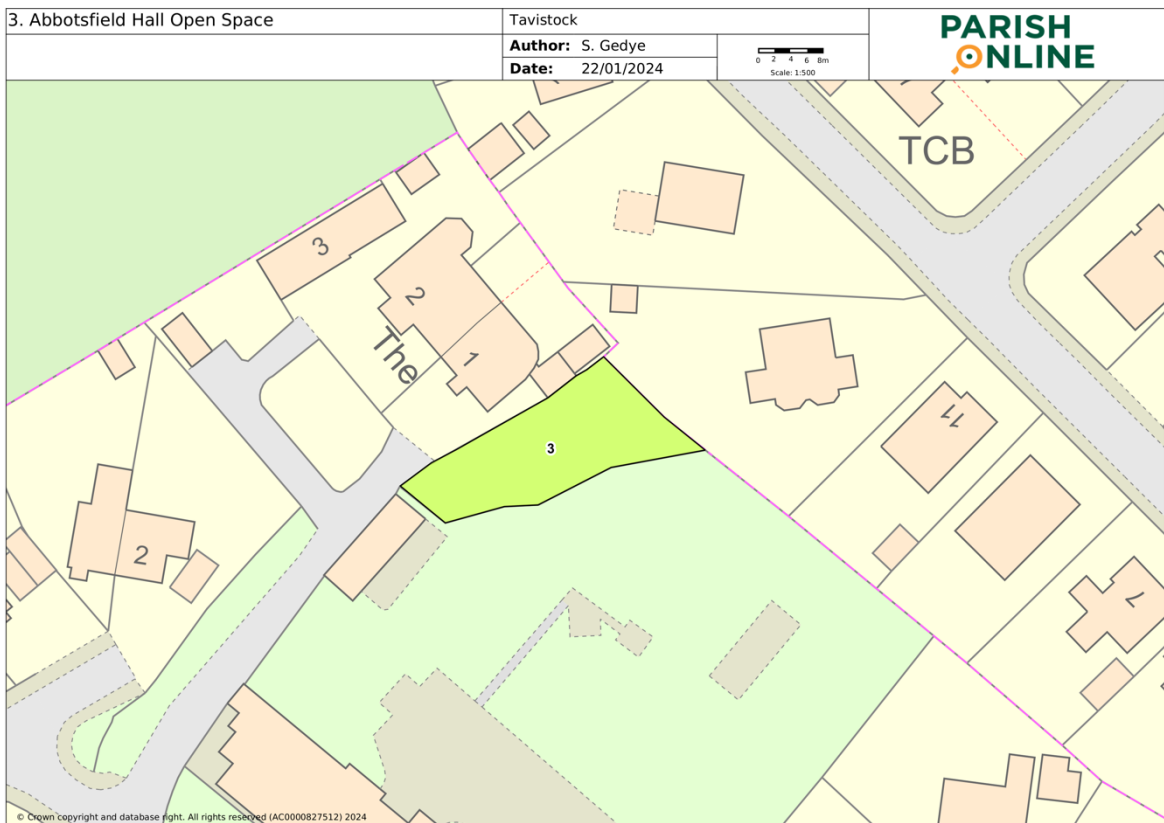 3. Abbotsfield Hall Open Space
Tavistock
Author: S. Gedye
Date: 22/01/2024
0 2 4 6 8m
Scale: 1:500
PARISH
ONLINE
TCB
3
2
The
1
3
11
2
7
© Crown copyright and database right. All rights reserved (AC0000827512) 2024